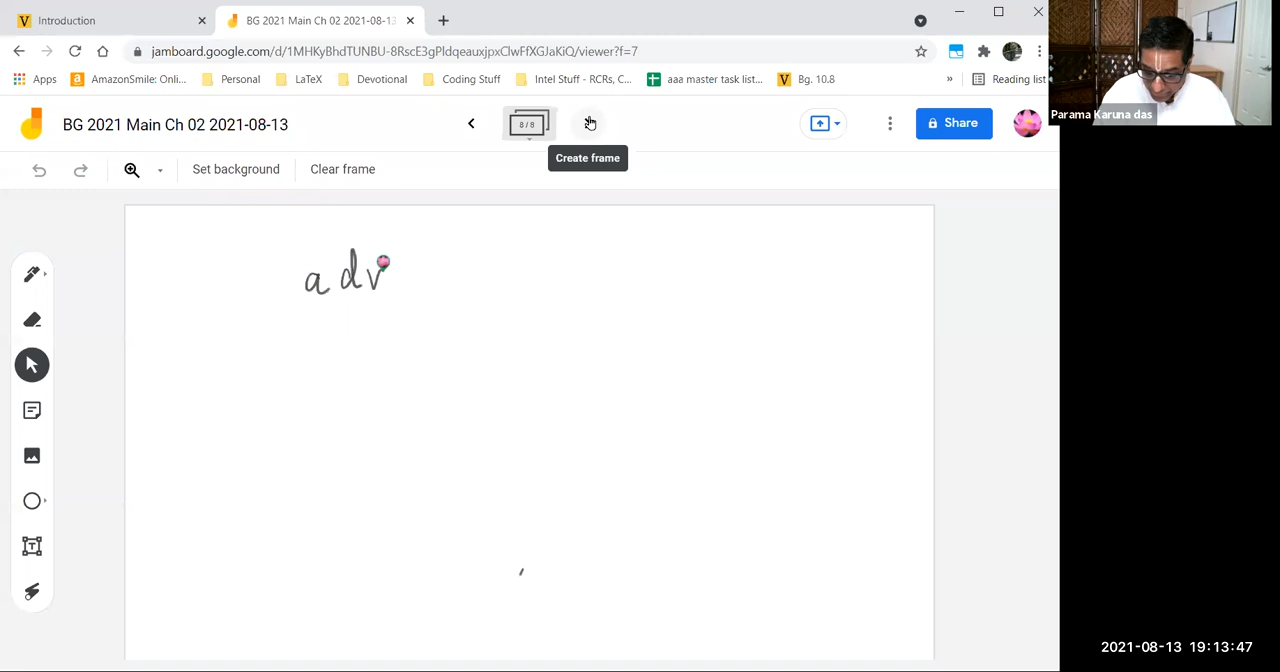 Introduction
BG 2021 Main Ch 02 2021-08-13
jamboard.google.com/d/1MHKyBhdTUNBU-8RscE3gPldqeauxjpxClwFfXGJaKiQ/viewer?f=7
Apps AmazonSmile: Onli... Personal LaTeX Devotional Coding Stuff Intel Stuff - RCRs, C... aaa master task list... Bg. 10.8 » Reading list
Parama Karuna das
BG 2021 Main Ch 02 2021-08-13
8 / 8
Share
Create frame
Set background Clear frame
adv
2021-08-13 19:13:47